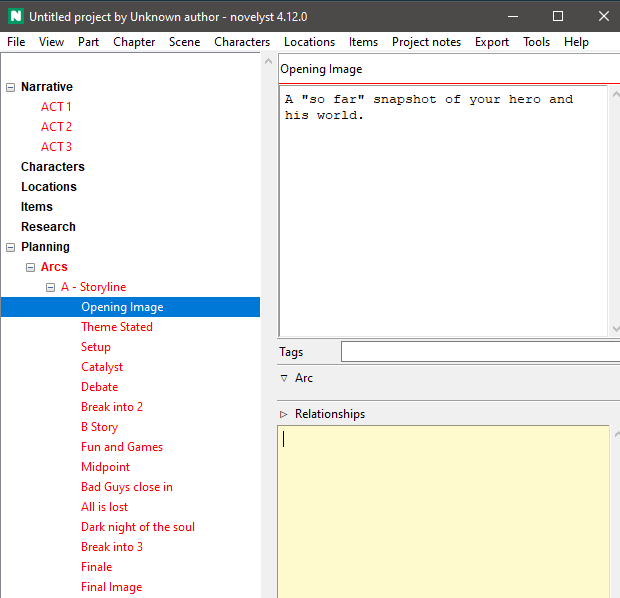 Untitled project by Unknown author - novelyst 4.12.0
File View Part Chapter Scene Characters Locations Items Project notes Export Tools Help
Narrative
ACT 1
ACT 2
ACT 3
Characters
Locations
Items
Research
Planning
Arcs
A - Storyline
Opening Image
Theme Stated
Setup
Catalyst
Debate
Break into 2
B Story
Fun and Games
Midpoint
Bad Guys close in
All is lost
Dark night of the soul
Break into 3
Finale
Final Image
Opening Image
A "so far" snapshot of your hero and
his world.
Tags
Arc
Relationships